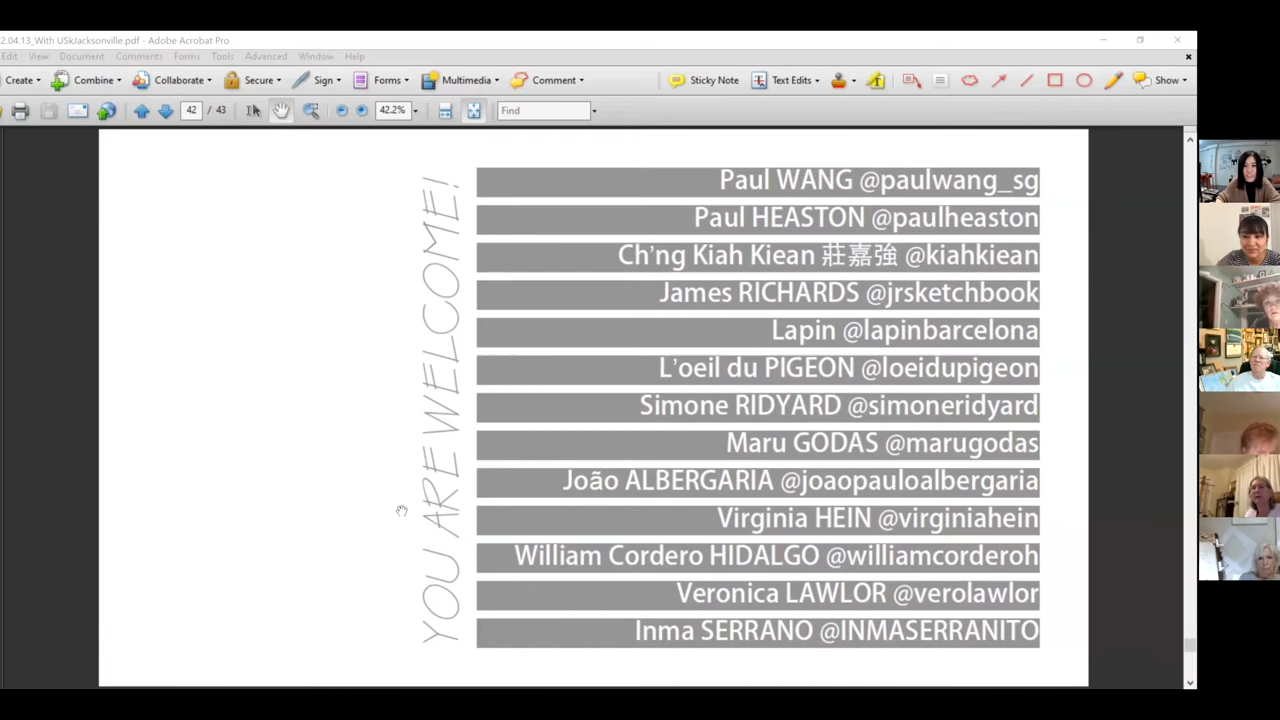 2.04.13_With USkJacksonville.pdf - Adobe Acrobat Pro
Edit View Document Comments Forms Tools Advanced Window Help
Create Combine Collaborate Secure Sign Forms Multimedia Comment Sticky Note Text Edits Show
42 / 43 42.2% Find
YOU ARE WELCOME!
Paul WANG @paulwang_sg
Paul HEASTON @paulheaston
Ch’ng Kiah Kiean 莊嘉強 @kiahkiean
James RICHARDS @jrsketchbook
Lapin @lapinbarcelona
L’oeil du PIGEON @loeidupigeon
Simone RIDYARD @simoneridyard
Maru GODAS @marugodas
João ALBERGARIA @joaopauloalbergaria
Virginia HEIN @virginiahein
William Cordero HIDALGO @williamcorderoh
Veronica LAWLOR @verolawlor
Inma SERRANO @INMASERRANITO